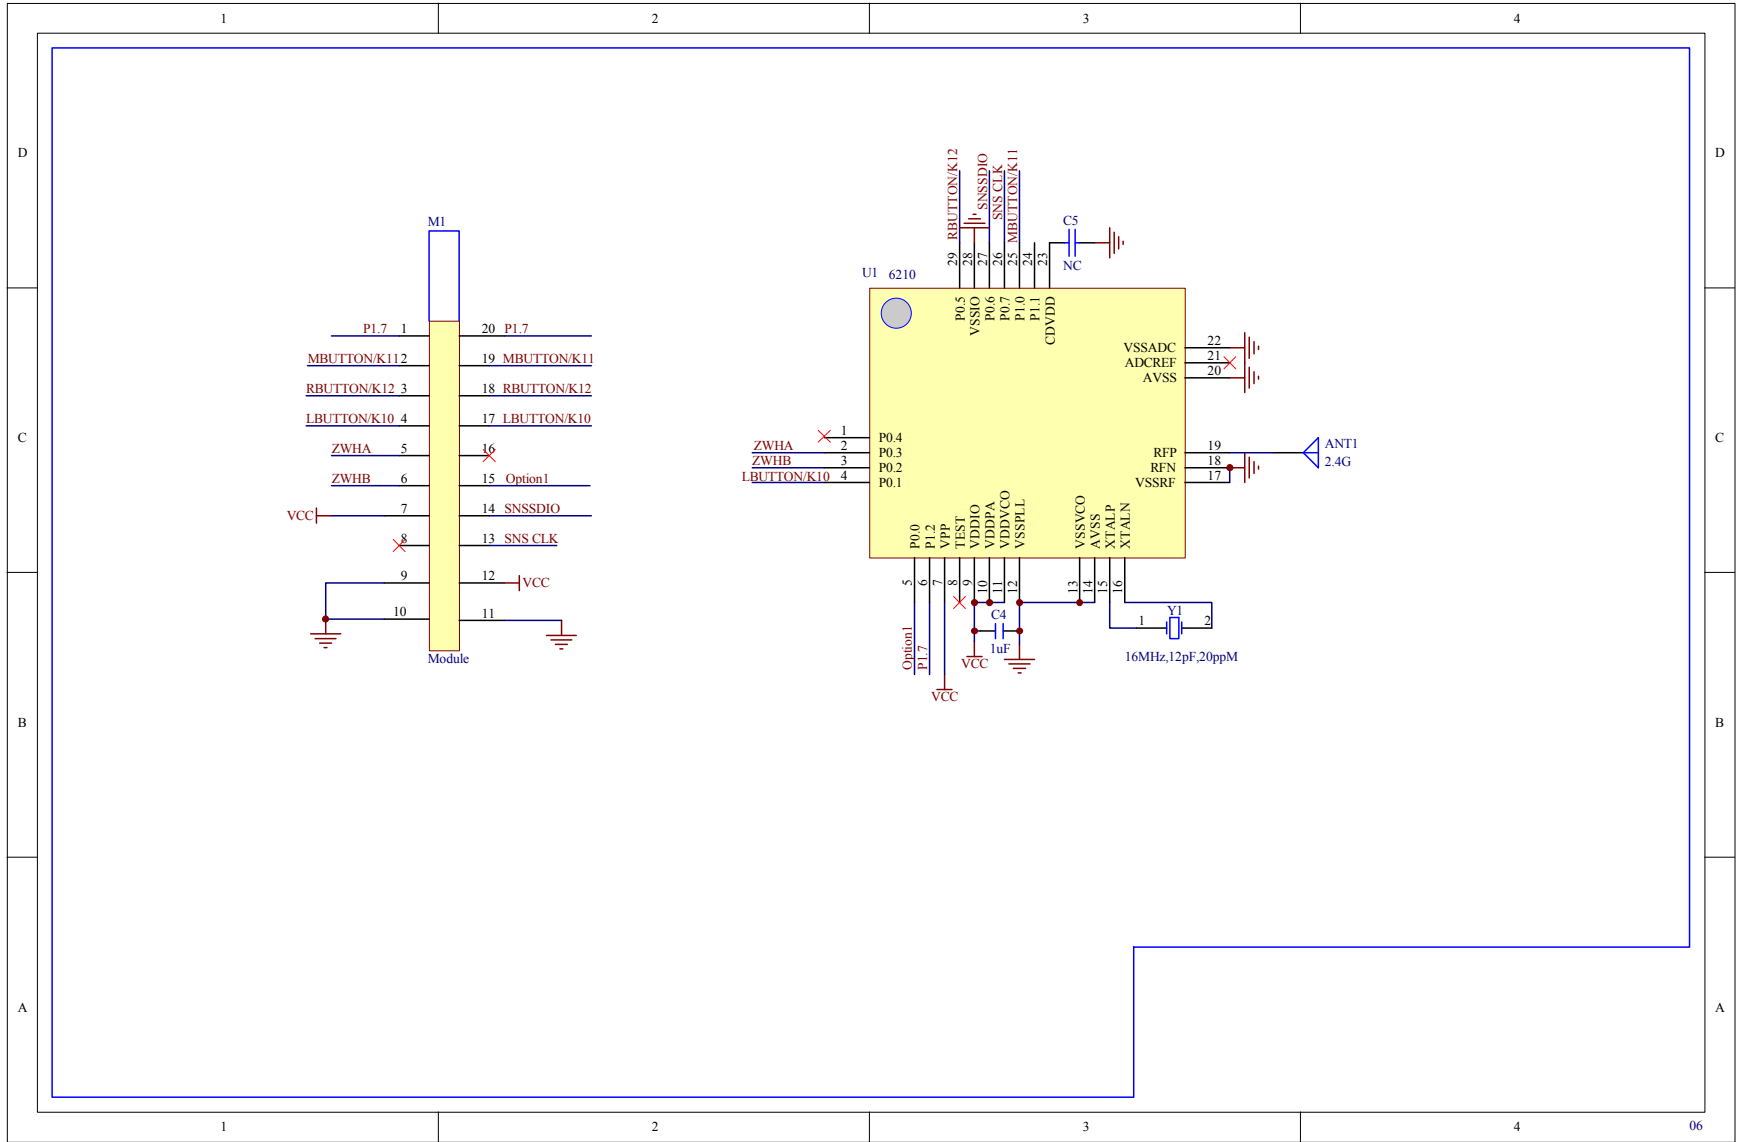 1 2 3 4
D D
RBUTTON/K12
SNSSDIO
SNS CLK
MBUTTON/K11
M1
C5
NC
29 28 27 26 25 24 23
U1 6210
P0.5
VSSIO
P0.6
P0.7
P1.0
P1.1
CDVDD
P1.7 1 20 P1.7
MBUTTON/K11 2 19 MBUTTON/K11
RBUTTON/K12 3 18 RBUTTON/K12
LBUTTON/K10 4 17 LBUTTON/K10
ZWHA 5 16
ZWHB 6 15 Option1
VCC 7 14 SNSSDIO
8 13 SNS CLK
9 12 VCC
10 11
Module
VSSADC 22
ADCREF 21
AVSS 20
C C
1 P0.4
ZWHA 2 P0.3
ZWHB 3 P0.2
LBUTTON/K10 4 P0.1
RFP 19
RFN 18
VSSRF 17
ANT1
2.4G
P0.0
P1.2
VPP
TEST
VDDIO
VDDPA
VDDVCO
VSSPLL
VSSVCO
AVSS
XTALP
XTALN
5 6 7 8 9 10 11 12 13 14 15 16
Option1
P1.7
VCC
VCC
C4
1uF
Y1
1 2
16MHz,12pF,20ppM
B B
A A
1 2 3 4
06